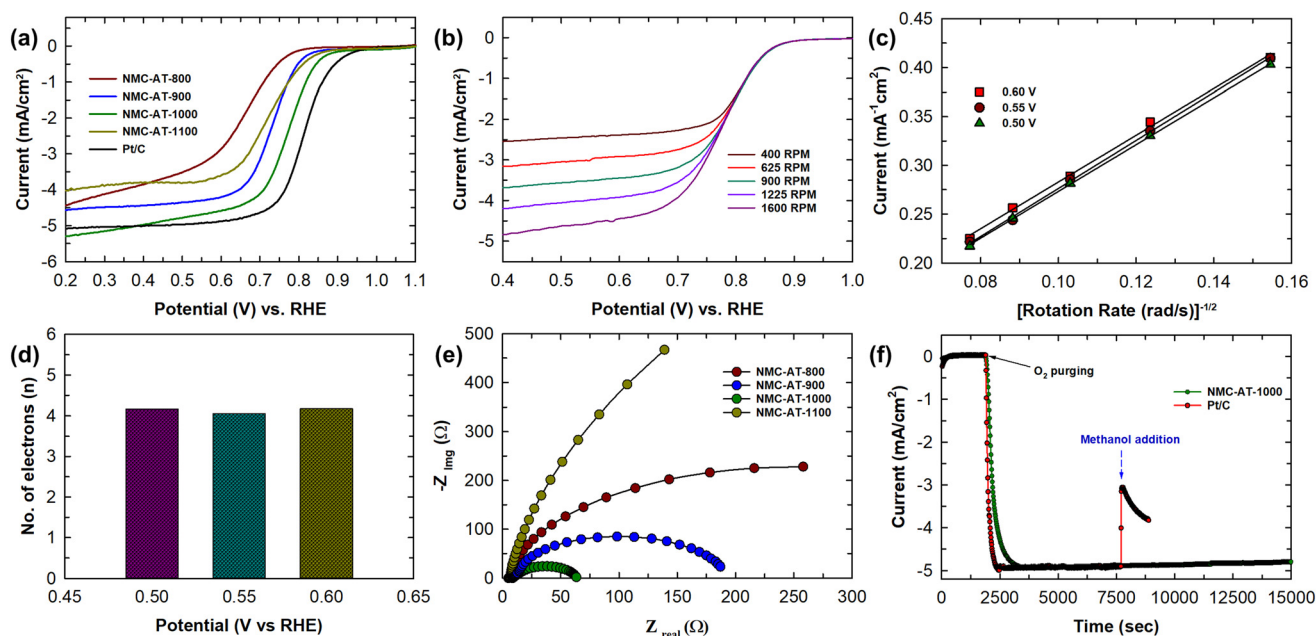 (a)
0
-1
-2
-3
-4
-5
-6
Current (mA/cm²)
NMC-AT-800
NMC-AT-900
NMC-AT-1000
NMC-AT-1100
Pt/C
0.2 0.3 0.4 0.5 0.6 0.7 0.8 0.9 1.0 1.1
Potential (V) vs. RHE
(b)
0
-1
-2
-3
-4
-5
Current (mA/cm²)
400 RPM
625 RPM
900 RPM
1225 RPM
1600 RPM
0.4 0.5 0.6 0.7 0.8 0.9 1.0
Potential (V) vs. RHE
(c)
0.45
0.40
0.35
0.30
0.25
0.20
Current (mA⁻¹cm²)
0.60 V
0.55 V
0.50 V
0.08 0.10 0.12 0.14 0.16
[Rotation Rate (rad/s)]⁻¹/²
(d)
6
5
4
3
2
1
0
No. of electrons (n)
0.45 0.50 0.55 0.60 0.65
Potential (V vs RHE)
(e)
500
400
300
200
100
0
-Z Img (Ω)
NMC-AT-800
NMC-AT-900
NMC-AT-1000
NMC-AT-1100
0 50 100 150 200 250 300
Z real (Ω)
(f)
0
-1
-2
-3
-4
-5
Current (mA/cm²)
O₂ purging
NMC-AT-1000
Pt/C
Methanol addition
0 2500 5000 7500 10000 12500 15000
Time (sec)